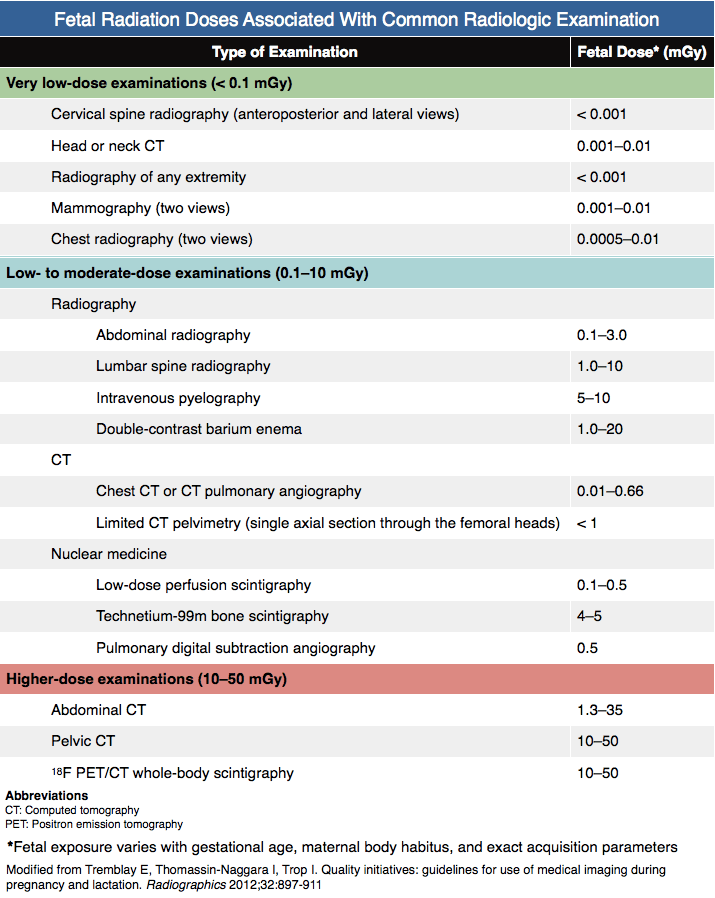 Fetal Radiation Doses Associated With Common Radiologic Examination
Type of Examination Fetal Dose* (mGy)
Very low-dose examinations (< 0.1 mGy)
Cervical spine radiography (anteroposterior and lateral views) < 0.001
Head or neck CT 0.001–0.01
Radiography of any extremity < 0.001
Mammography (two views) 0.001–0.01
Chest radiography (two views) 0.0005–0.01
Low- to moderate-dose examinations (0.1–10 mGy)
Radiography
Abdominal radiography 0.1–3.0
Lumbar spine radiography 1.0–10
Intravenous pyelography 5–10
Double-contrast barium enema 1.0–20
CT
Chest CT or CT pulmonary angiography 0.01–0.66
Limited CT pelvimetry (single axial section through the femoral heads) < 1
Nuclear medicine
Low-dose perfusion scintigraphy 0.1–0.5
Technetium-99m bone scintigraphy 4–5
Pulmonary digital subtraction angiography 0.5
Higher-dose examinations (10–50 mGy)
Abdominal CT 1.3–35
Pelvic CT 10–50
¹⁸F PET/CT whole-body scintigraphy 10–50
Abbreviations
CT: Computed tomography
PET: Positron emission tomography
*Fetal exposure varies with gestational age, maternal body habitus, and exact acquisition parameters
Modified from Tremblay E, Thomassin-Naggara I, Trop I. Quality initiatives: guidelines for use of medical imaging during
pregnancy and lactation. Radiographics 2012;32:897-911